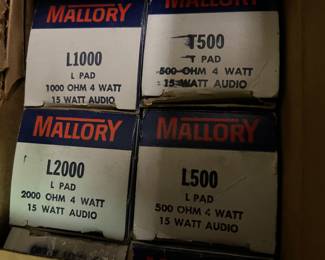 MALLORY
L1000
L PAD
1000 OHM 4 WATT
15 WATT AUDIO
MALLORY
T500
T PAD
500 OHM 4 WATT
15 WATT AUDIO
MALLORY
L2000
L PAD
2000 OHM 4 WATT
15 WATT AUDIO
MALLORY
L500
L PAD
500 OHM 4 WATT
15 WATT AUDIO